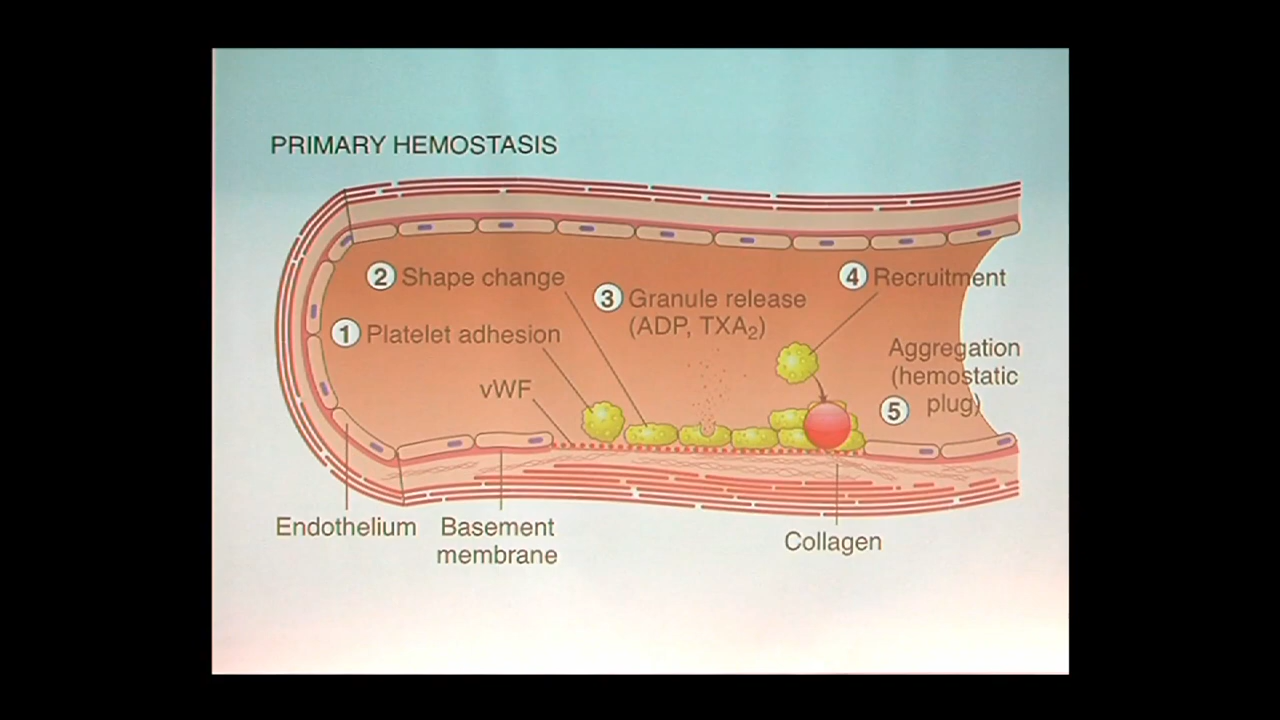 PRIMARY HEMOSTASIS
2 Shape change
3 Granule release
(ADP, TXA₂)
4 Recruitment
1 Platelet adhesion
vWF
Aggregation
(hemostatic
5 plug)
Endothelium
Basement
membrane
Collagen